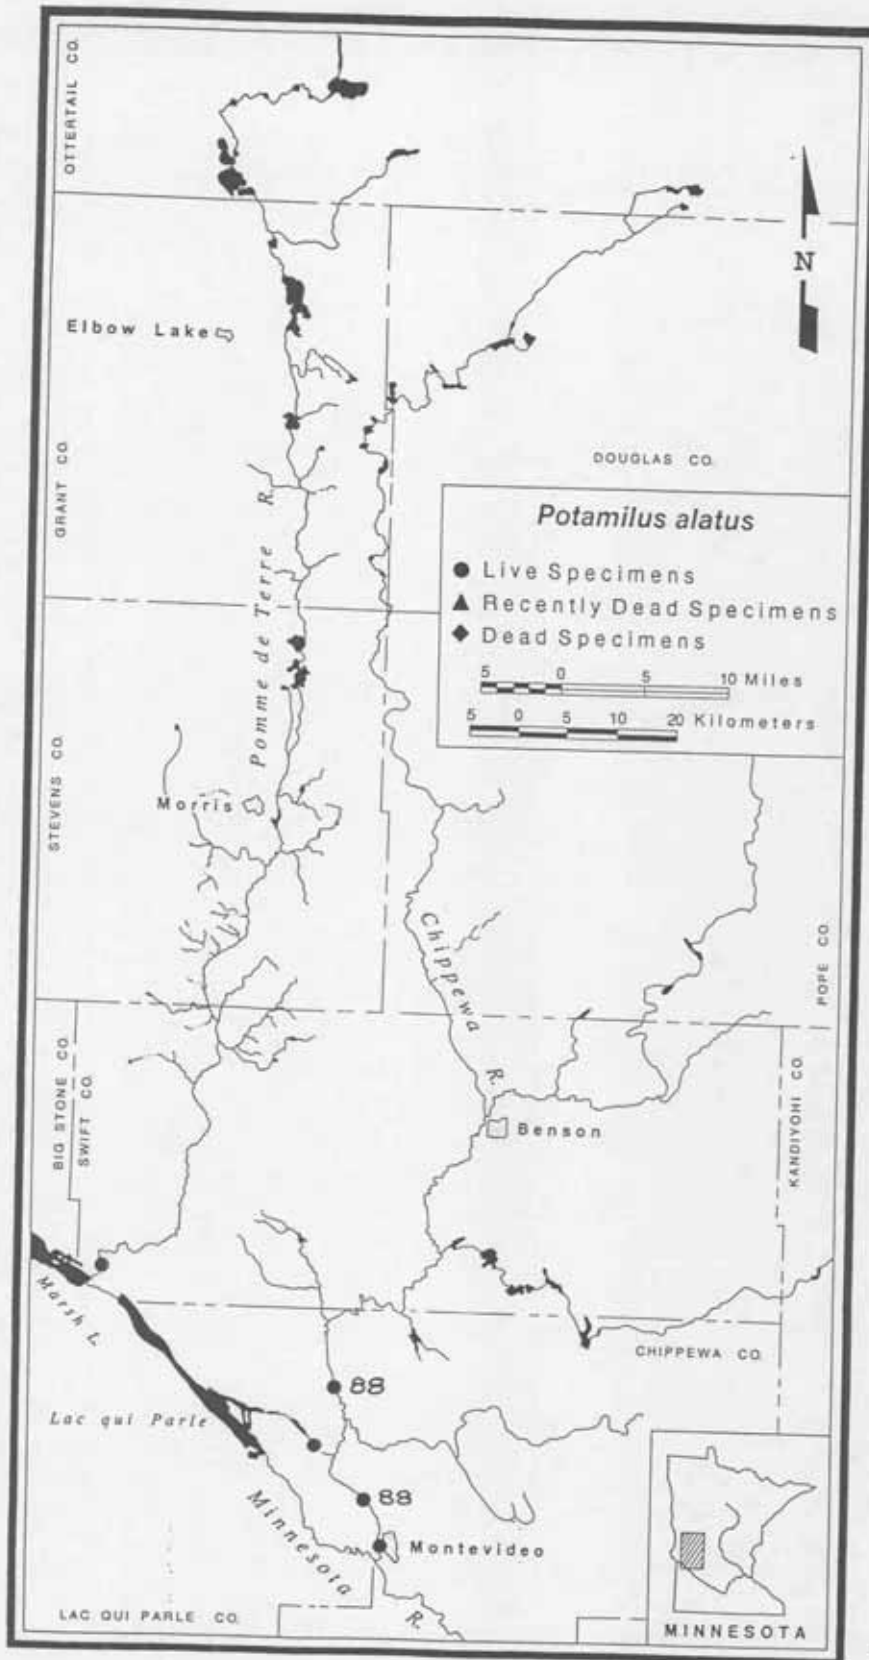 OTTERTAIL CO.
N
Elbow Lake
GRANT CO.
DOUGLAS CO.
Potamilus alatus
Live Specimens
Recently Dead Specimens
Dead Specimens
5 0 5 10 Miles
5 0 5 10 20 Kilometers
Pomme de Terre R.
STEVENS CO.
Morris
Chippewa R.
POPE CO.
BIG STONE CO.
SWIFT CO.
Benson
KANDIYOHI CO.
Marsh L.
CHIPPEWA CO.
88
Lac qui Parle
88
Minnesota R.
Montevideo
LAC QUI PARLE CO.
MINNESOTA